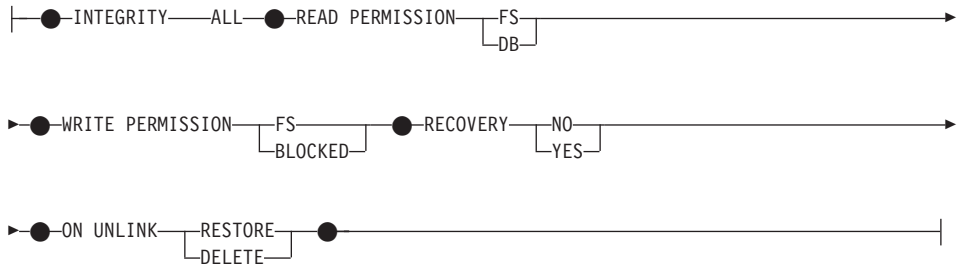 INTEGRITY ALL READ PERMISSION FS
DB
WRITE PERMISSION FS RECOVERY NO
BLOCKED YES
ON UNLINK RESTORE
DELETE